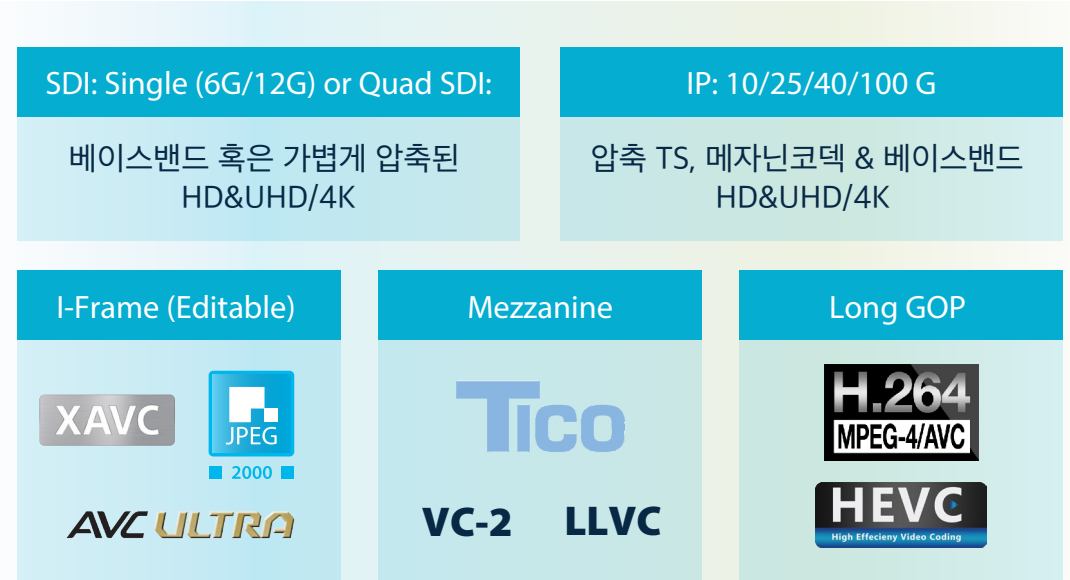 SDI: Single (6G/12G) or Quad SDI:
베이스밴드 혹은 가볍게 압축된
HD&UHD/4K
IP: 10/25/40/100 G
압축 TS, 메자닌코덱 & 베이스밴드
HD&UHD/4K
I-Frame (Editable)
XAVC
JPEG
2000
AVC ULTRA
Mezzanine
TICO
VC-2 LLVC
Long GOP
H.264
MPEG-4/AVC
HEVC
High Effecieny Video Coding